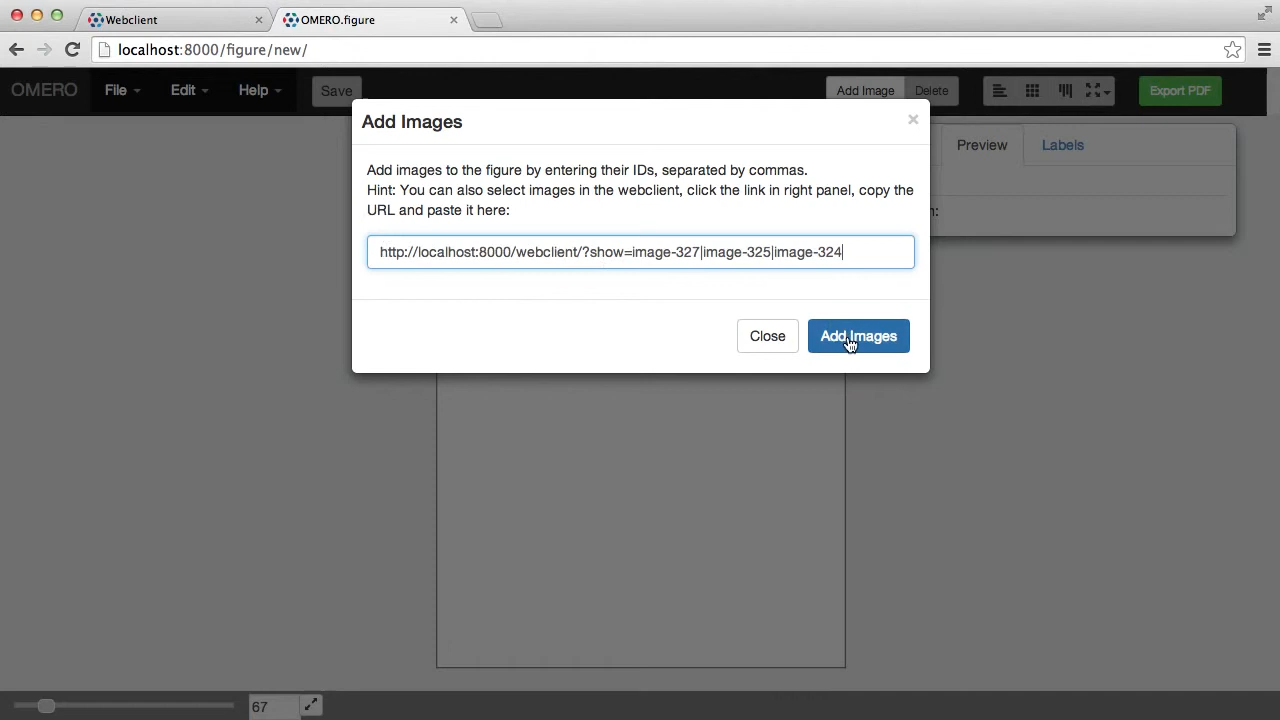 Webclient
OMERO.figure
localhost:8000/figure/new/
OMERO File Edit Help Save Add Image Delete Export PDF
Add Images
Preview Labels
Add images to the figure by entering their IDs, separated by commas.
Hint: You can also select images in the webclient, click the link in right panel, copy the
URL and paste it here:
http://localhost:8000/webclient/?show=image-327|image-325|image-324
Close Add Images
67